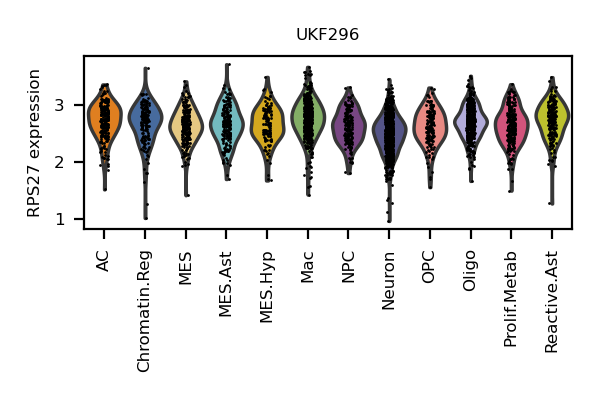 UKF296
RPS27 expression
3
2
1
AC
Chromatin.Reg
MES
MES.Ast
MES.Hyp
Mac
NPC
Neuron
OPC
Oligo
Prolif.Metab
Reactive.Ast